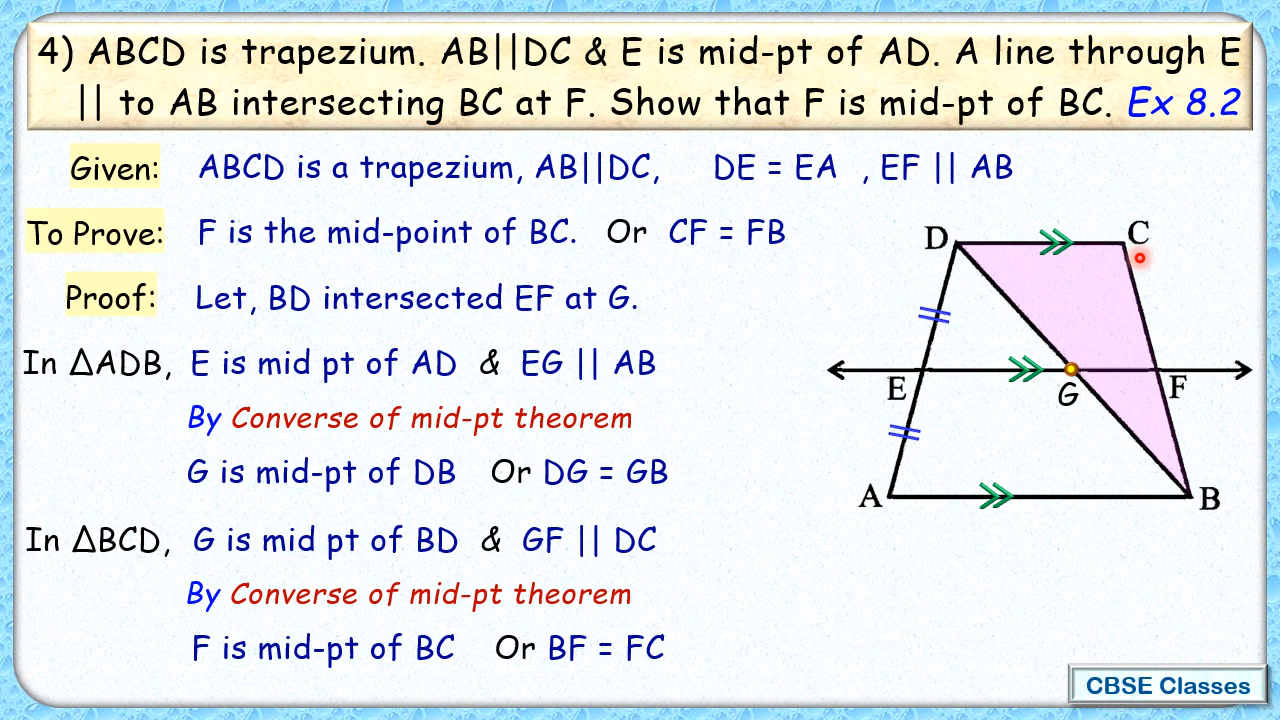 4) ABCD is trapezium. AB||DC & E is mid-pt of AD. A line through E
|| to AB intersecting BC at F. Show that F is mid-pt of BC. Ex 8.2
Given: ABCD is a trapezium, AB||DC, DE = EA , EF || AB
To Prove: F is the mid-point of BC. Or CF = FB
Proof: Let, BD intersected EF at G.
In ∆ADB, E is mid pt of AD & EG || AB
By Converse of mid-pt theorem
G is mid-pt of DB Or DG = GB
In ∆BCD, G is mid pt of BD & GF || DC
By Converse of mid-pt theorem
F is mid-pt of BC Or BF = FC
D C
E G F
A B
CBSE Classes